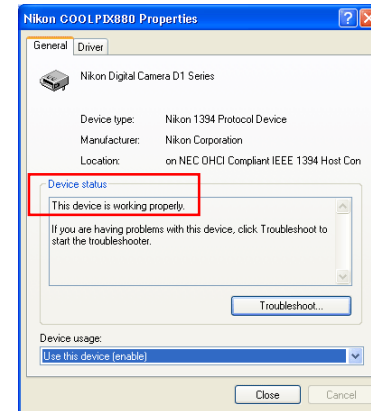 Nikon COOLPIX880 Properties
General Driver
Nikon Digital Camera D1 Series
Device type: Nikon 1394 Protocol Device
Manufacturer: Nikon Corporation
Location: on NEC OHCI Compliant IEEE 1394 Host Con
Device status
This device is working properly.
If you are having problems with this device, click Troubleshoot to
start the troubleshooter.
Troubleshoot...
Device usage:
Use this device (enable)
Close Cancel